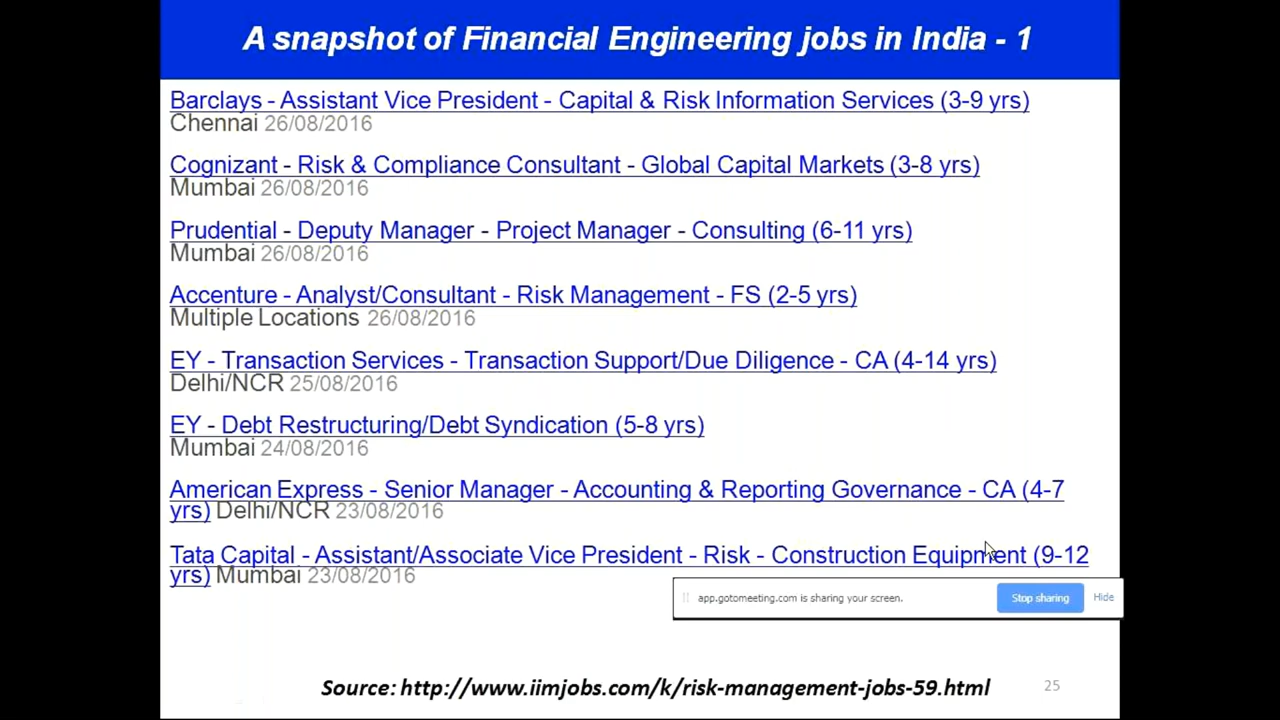 A snapshot of Financial Engineering jobs in India - 1
Barclays - Assistant Vice President - Capital & Risk Information Services (3-9 yrs)
Chennai 26/08/2016
Cognizant - Risk & Compliance Consultant - Global Capital Markets (3-8 yrs)
Mumbai 26/08/2016
Prudential - Deputy Manager - Project Manager - Consulting (6-11 yrs)
Mumbai 26/08/2016
Accenture - Analyst/Consultant - Risk Management - FS (2-5 yrs)
Multiple Locations 26/08/2016
EY - Transaction Services - Transaction Support/Due Diligence - CA (4-14 yrs)
Delhi/NCR 25/08/2016
EY - Debt Restructuring/Debt Syndication (5-8 yrs)
Mumbai 24/08/2016
American Express - Senior Manager - Accounting & Reporting Governance - CA (4-7
yrs) Delhi/NCR 23/08/2016
Tata Capital - Assistant/Associate Vice President - Risk - Construction Equipment (9-12
yrs) Mumbai 23/08/2016
app.gotomeeting.com is sharing your screen. Stop sharing Hide
Source: http://www.iimjobs.com/k/risk-management-jobs-59.html 25